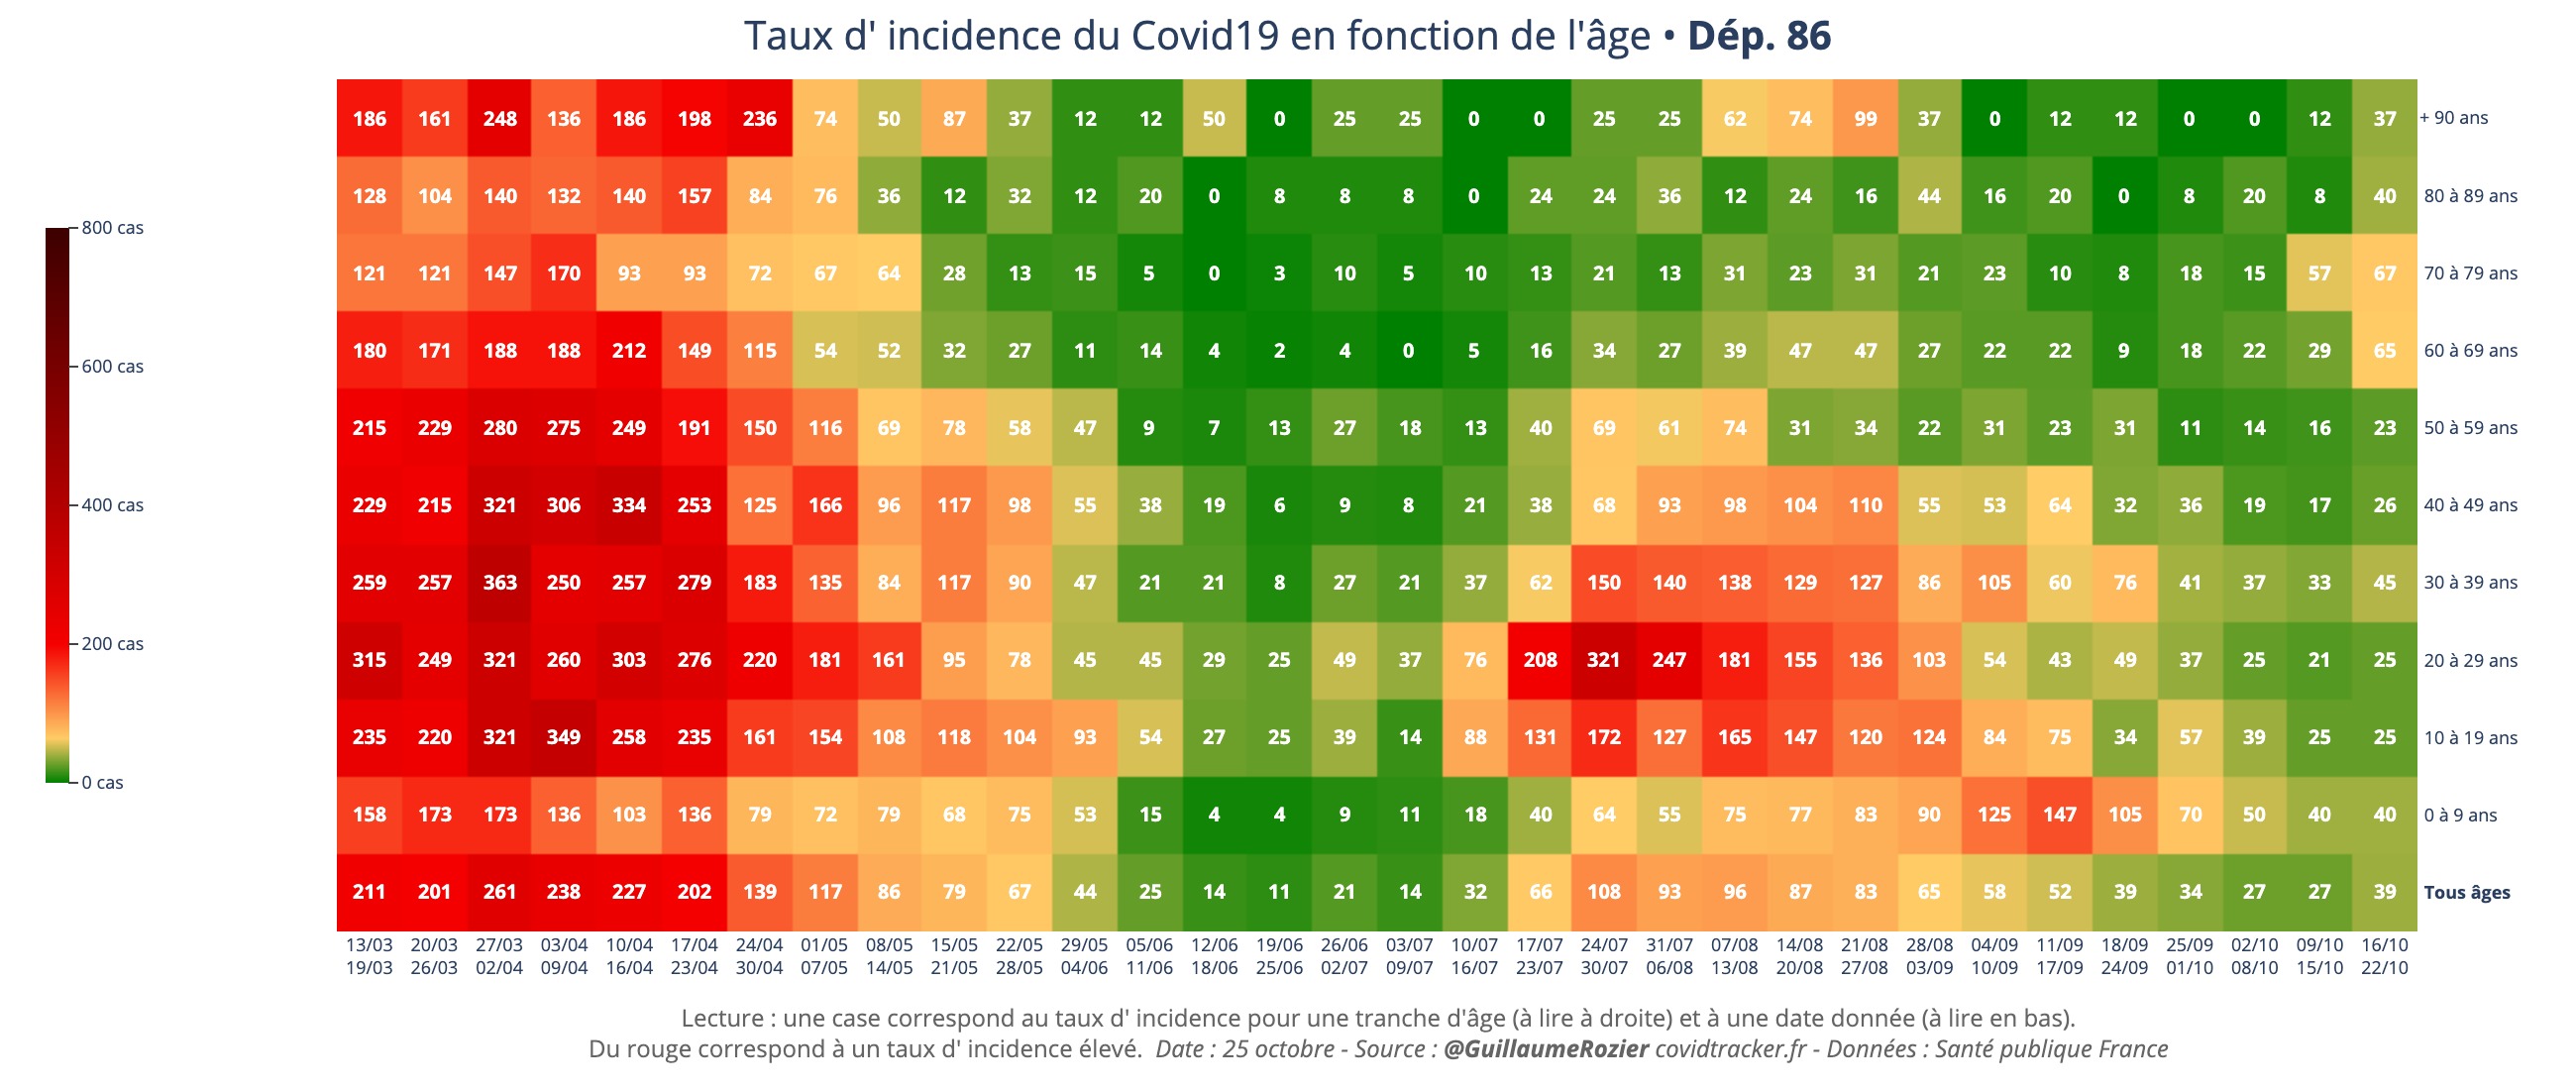 Taux d' incidence du Covid19 en fonction de l'âge • Dép. 86
800 cas
600 cas
400 cas
200 cas
0 cas
186 161 248 136 186 198 236 74 50 87 37 12 12 50 0 25 25 0 0 25 25 62 74 99 37 0 12 12 0 0 12 37 + 90 ans
128 104 140 132 140 157 84 76 36 12 32 12 20 0 8 8 8 0 24 24 36 12 24 16 44 16 20 0 8 20 8 40 80 à 89 ans
121 121 147 170 93 93 72 67 64 28 13 15 5 0 3 10 5 10 13 21 13 31 23 31 21 23 10 8 18 15 57 67 70 à 79 ans
180 171 188 188 212 149 115 54 52 32 27 11 14 4 2 4 0 5 16 34 27 39 47 47 27 22 22 9 18 22 29 65 60 à 69 ans
215 229 280 275 249 191 150 116 69 78 58 47 9 7 13 27 18 13 40 69 61 74 31 34 22 31 23 31 11 14 16 23 50 à 59 ans
229 215 321 306 334 253 125 166 96 117 98 55 38 19 6 9 8 21 38 68 93 98 104 110 55 53 64 32 36 19 17 26 40 à 49 ans
259 257 363 250 257 279 183 135 84 117 90 47 21 21 8 27 21 37 62 150 140 138 129 127 86 105 60 76 41 37 33 45 30 à 39 ans
315 249 321 260 303 276 220 181 161 95 78 45 45 29 25 49 37 76 208 321 247 181 155 136 103 54 43 49 37 25 21 25 20 à 29 ans
235 220 321 349 258 235 161 154 108 118 104 93 54 27 25 39 14 88 131 172 127 165 147 120 124 84 75 34 57 39 25 25 10 à 19 ans
158 173 173 136 103 136 79 72 79 68 75 53 15 4 4 9 11 18 40 64 55 75 77 83 90 125 147 105 70 50 40 40 0 à 9 ans
211 201 261 238 227 202 139 117 86 79 67 44 25 14 11 21 14 32 66 108 93 96 87 83 65 58 52 39 34 27 27 39 Tous âges
13/03 20/03 27/03 03/04 10/04 17/04 24/04 01/05 08/05 15/05 22/05 29/05 05/06 12/06 19/06 26/06 03/07 10/07 17/07 24/07 31/07 07/08 14/08 21/08 28/08 04/09 11/09 18/09 25/09 02/10 09/10 16/10
19/03 26/03 02/04 09/04 16/04 23/04 30/04 07/05 14/05 21/05 28/05 04/06 11/06 18/06 25/06 02/07 09/07 16/07 23/07 30/07 06/08 13/08 20/08 27/08 03/09 10/09 17/09 24/09 01/10 08/10 15/10 22/10
Lecture : une case correspond au taux d' incidence pour une tranche d'âge (à lire à droite) et à une date donnée (à lire en bas).
Du rouge correspond à un taux d' incidence élevé. Date : 25 octobre - Source : @GuillaumeRozier covidtracker.fr - Données : Santé publique France